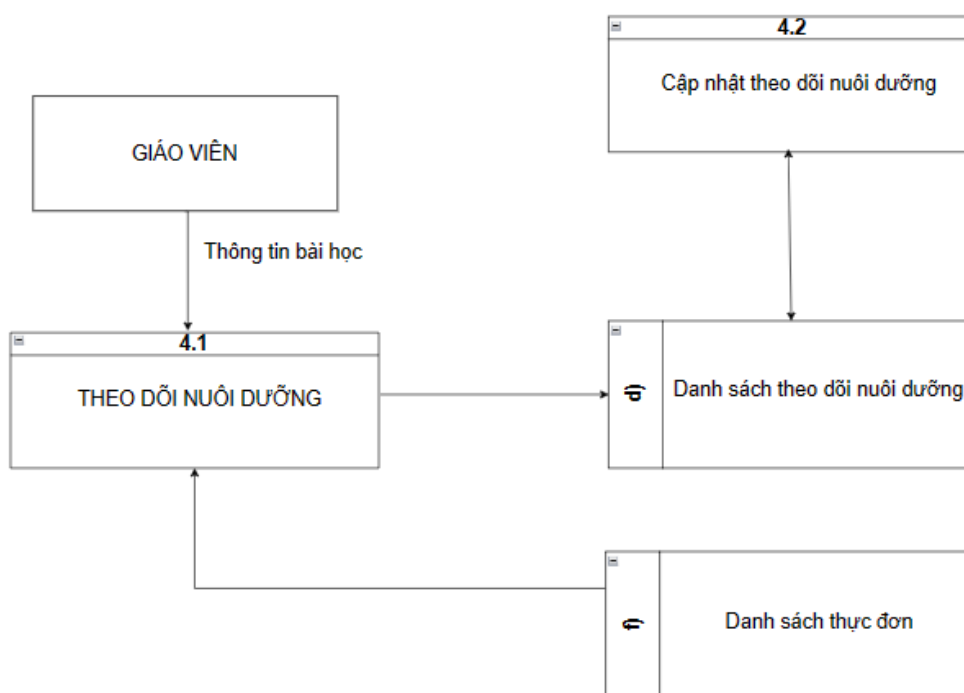 4.2
Cập nhật theo dõi nuôi dưỡng
GIÁO VIÊN
Thông tin bài học
4.1
THEO DÕI NUÔI DƯỠNG
Danh sách theo dõi nuôi dưỡng
Danh sách thực đơn